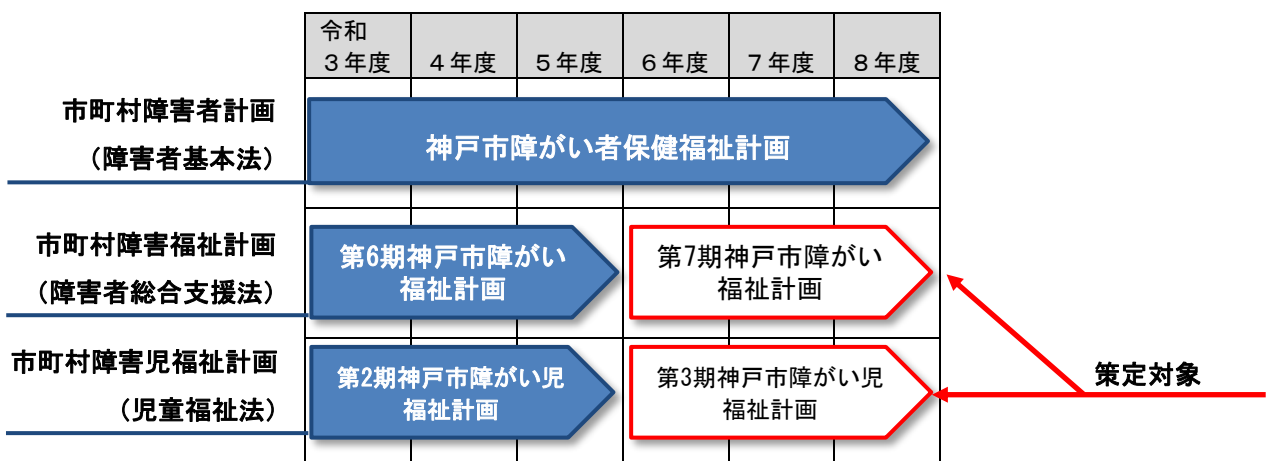 令和
3年度 4年度 5年度 6年度 7年度 8年度
市町村障害者計画
（障害者基本法）
神戸市障がい者保健福祉計画
市町村障害福祉計画
（障害者総合支援法）
第6期神戸市障がい
福祉計画
第7期神戸市障がい
福祉計画
市町村障害児福祉計画
（児童福祉法）
第2期神戸市障がい児
福祉計画
第3期神戸市障がい児
福祉計画
策定対象